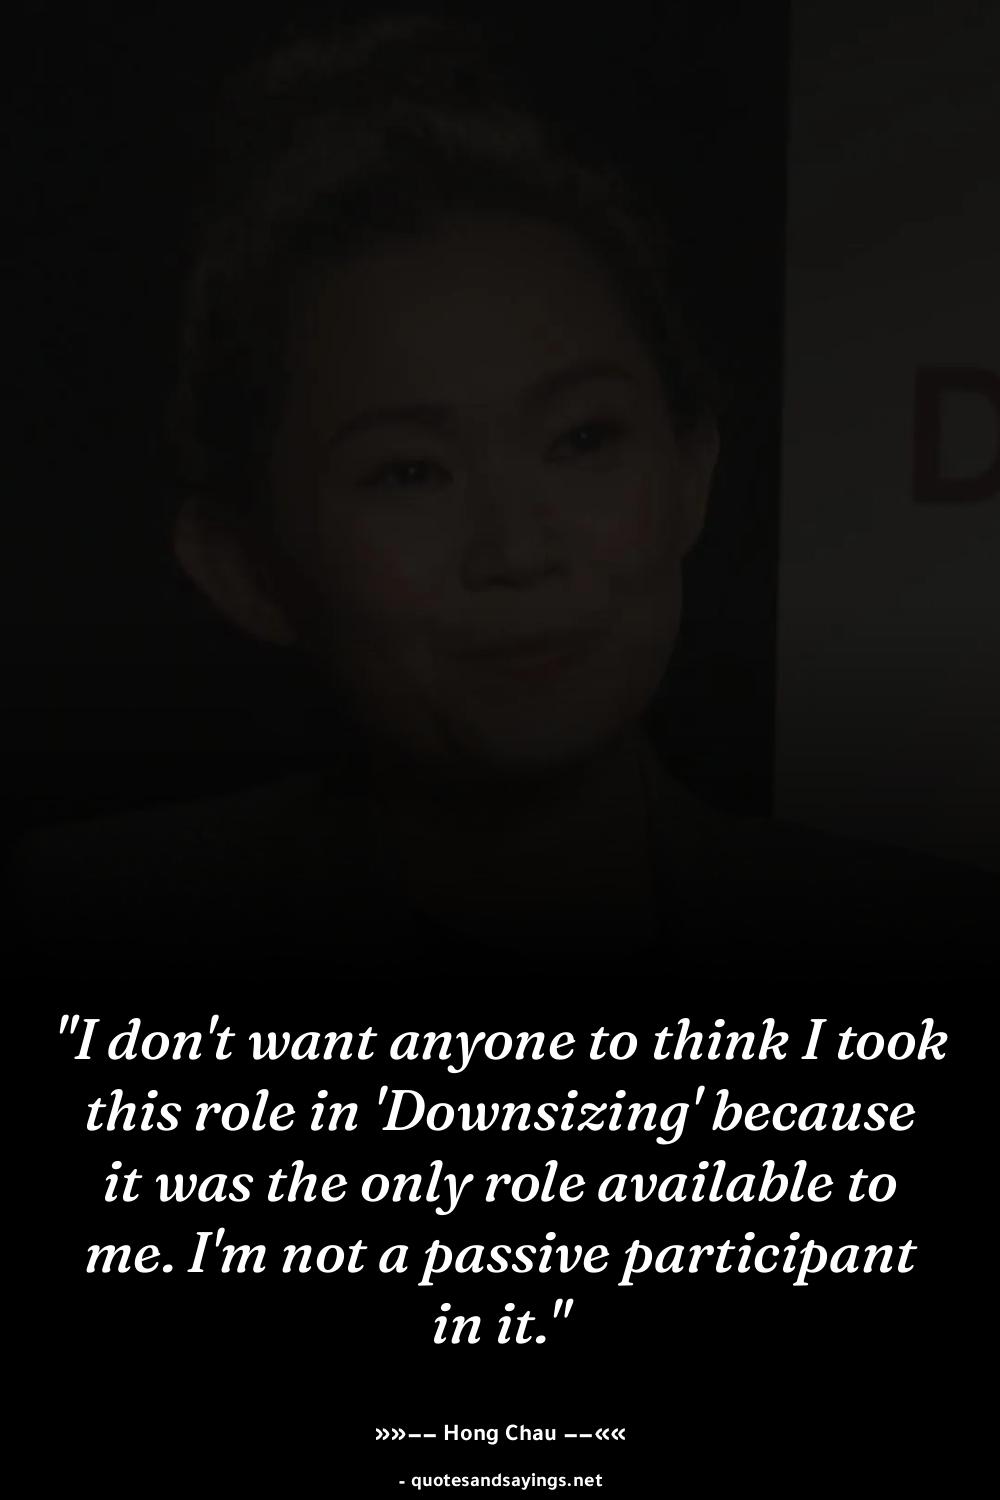 D
"I don't want anyone to think I took
this role in 'Downsizing' because
it was the only role available to
me. I'm not a passive participant
in it."
»»−− Hong Chau −−««
- quotesandsayings.net